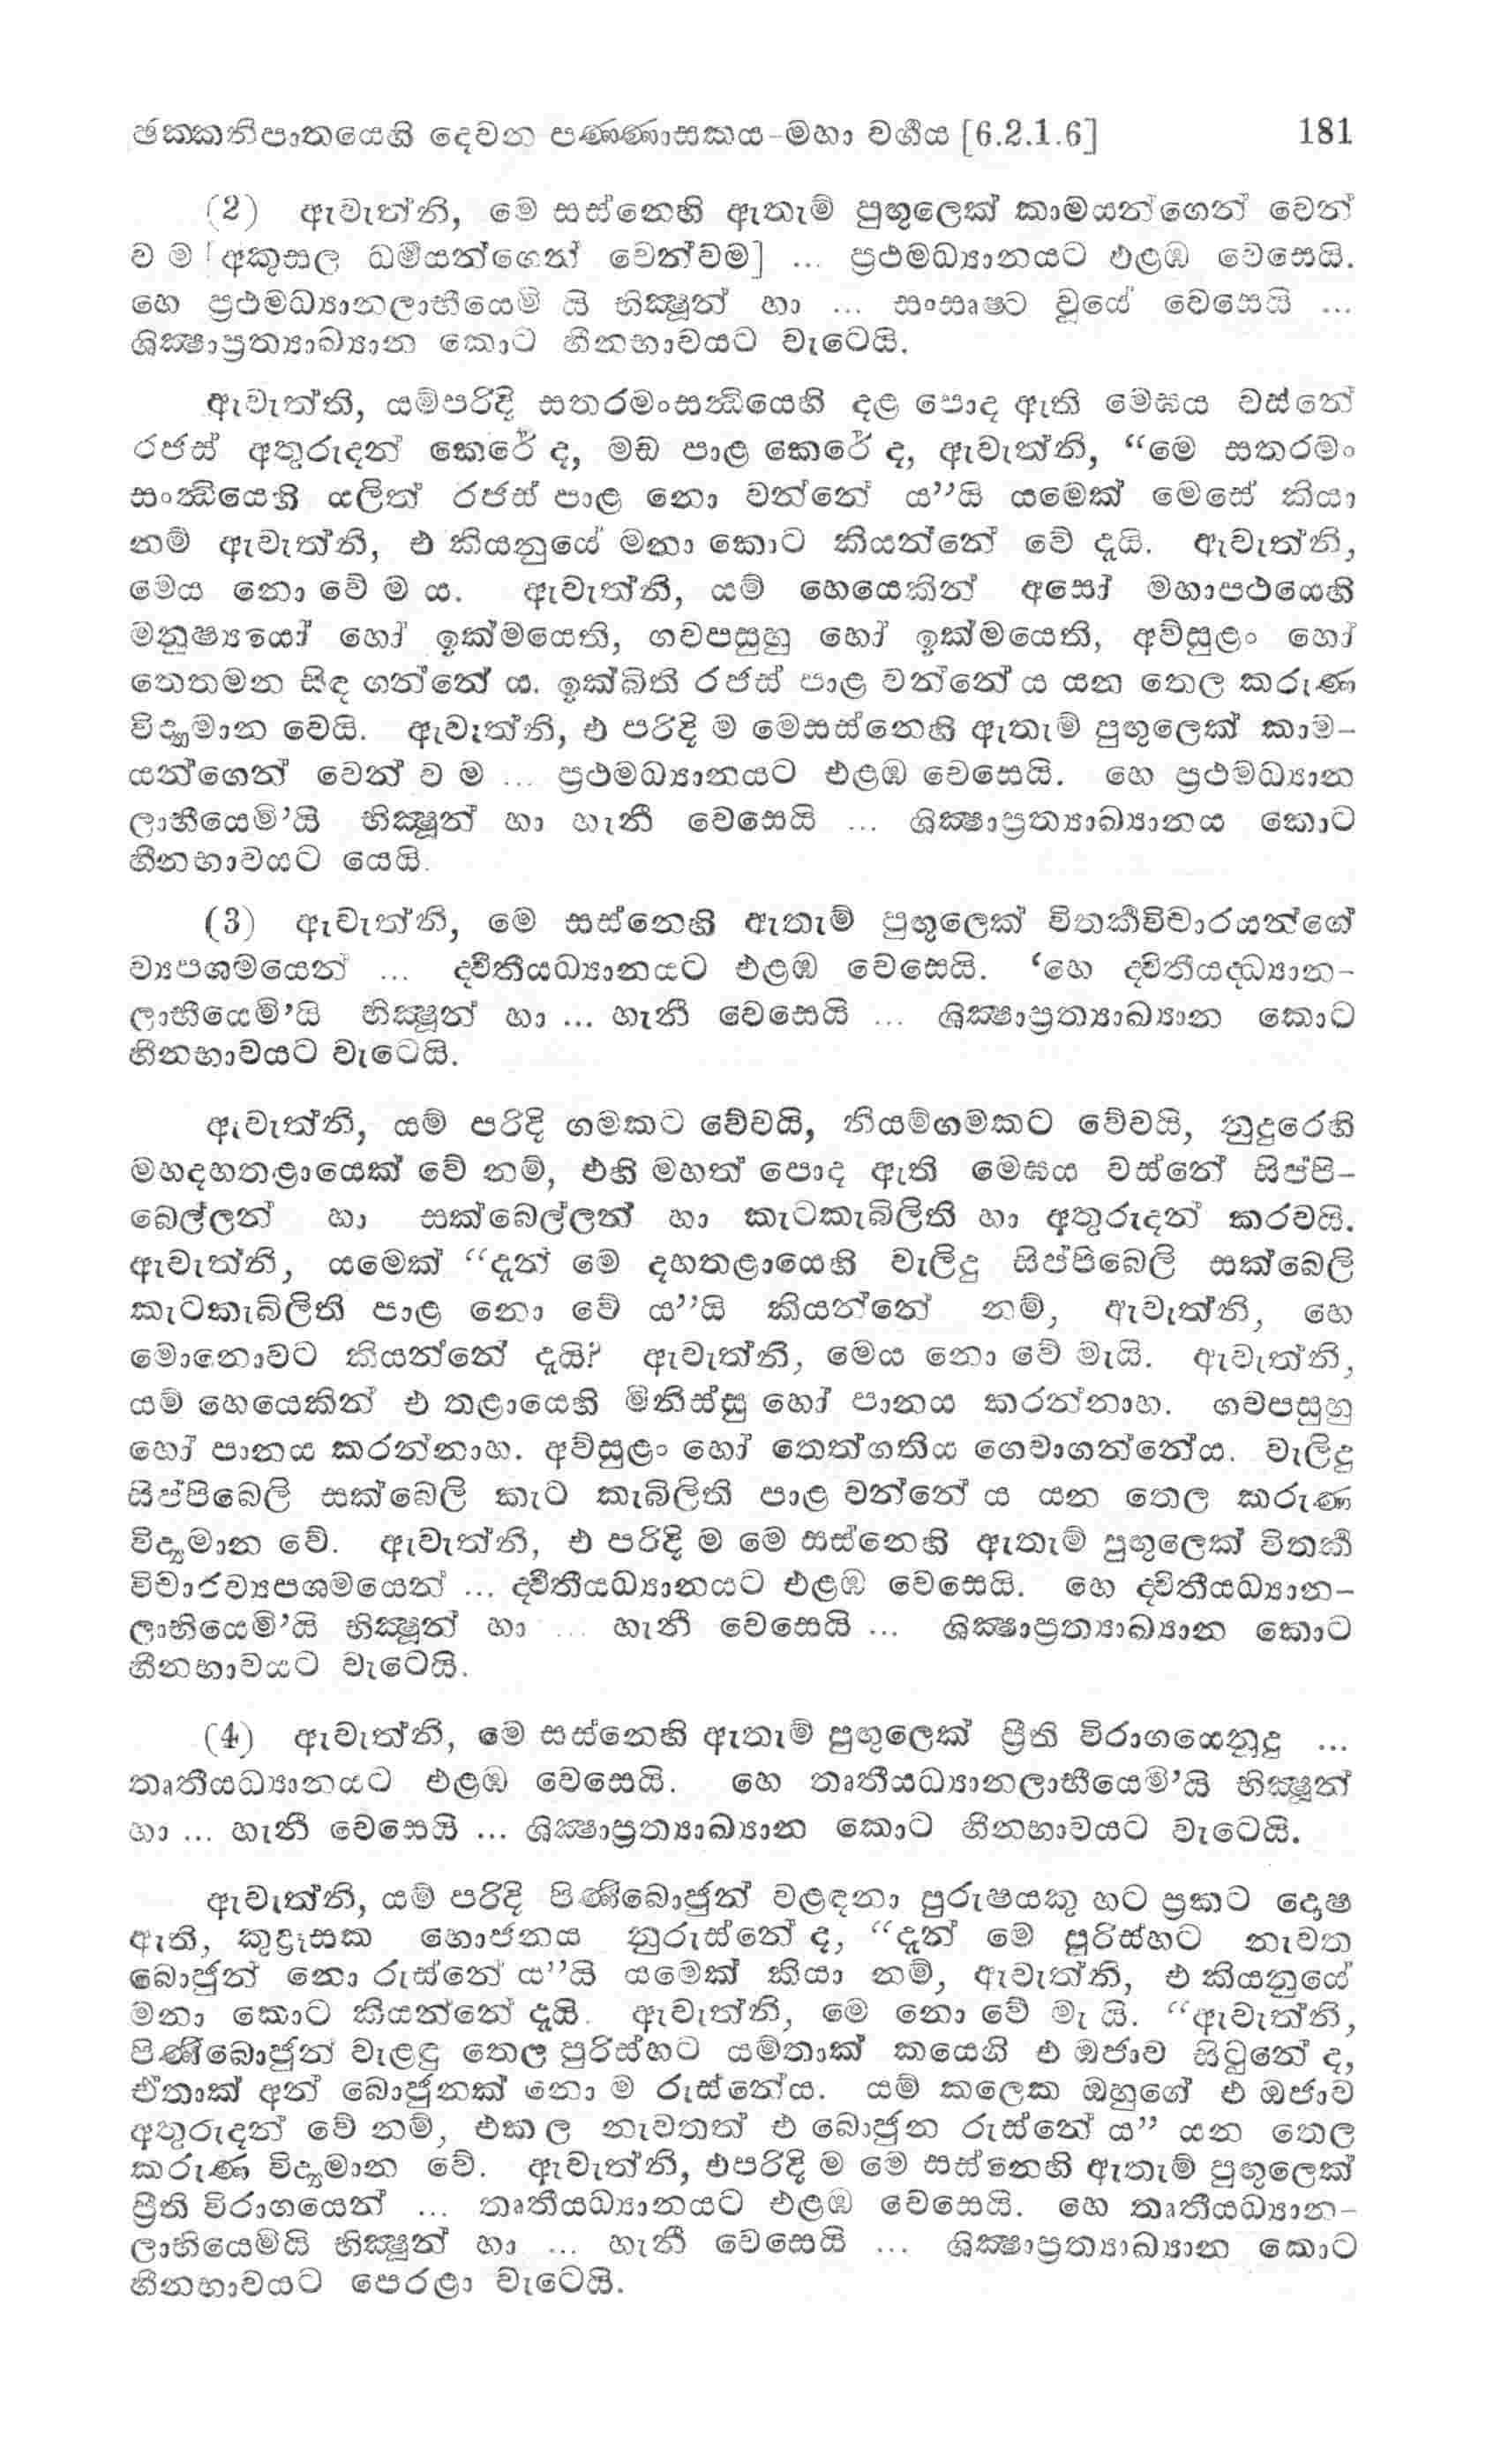 ඡක්කනිපාතයෙහි දෙවන පණ්ණාසකය-මහා වර්ගය [6.2.1.6] 181
(2) ඇවැත්නි, මෙ සස්නෙහි ඇතැම් පුඟුලෙක් කාමයන්ගෙන් වෙන්
ව ම [අකුසල ධර්මයන්ගෙන් වෙන්වම] ... ප්‍රථමධ්‍යානයට එළඹ වෙසෙයි.
හෙ ප්‍රථමධ්‍යානලාභීයෙමි යි භික්‍ෂූන් හා ... සංසෘෂ්ට වූයේ වෙසෙයි ...
ශික්‍ෂාප්‍රත්‍යාඛ්‍යාන කොට හීනභාවයට වැටෙයි.
ඇවැත්නි, යම්පරිදි සතරමංසන්ධියෙහි දළ පොද ඇති මෙඝය වස්නේ
රජස් අතුරුදන් කෙරේ ද, මඩ පාළ කෙරේ ද, ඇවැත්නි, “මෙ සතරමං
සංන්ධියෙහි යලිත් රජස් පාළ නො වන්නේ ය”යි යමෙක් මෙසේ කියා
නම් ඇවැත්නි, එ කියනුයේ මනා කොට කියන්නේ වේ දැයි. ඇවැත්නි,
මෙය නො වේ ම ය. ඇවැත්නි, යම් හෙයෙකින් අසෝ මහාපථයෙහි
මනුෂ්‍යයෝ හෝ ඉක්මයෙති, ගවපසුහු හෝ ඉක්මයෙති, අව්සුළං හෝ
තෙතමන සිඳ ගන්නේ ය. ඉක්බිති රජස් පාළ වන්නේ ය යන තෙල කරුණ
විද්‍යමාන වෙයි. ඇවැත්නි, එ පරිදි ම මෙසස්නෙහි ඇතැම් පුඟුලෙක් කාම-
යන්ගෙන් වෙන් ව ම ... ප්‍රථමධ්‍යානයට එළඹ වෙසෙයි. හෙ ප්‍රථමධ්‍යාන
ලාභීයෙමි’යි භික්‍ෂූන් හා හැනී වෙසෙයි ... ශික්‍ෂාප්‍රත්‍යාඛ්‍යානය කොට
හීනභාවයට යෙයි.
(3) ඇවැත්නි, මෙ සස්නෙහි ඇතැම් පුඟුලෙක් විතර්කවිචාරයන්ගේ
ව්‍යපශමයෙන් ... ද්විතීයධ්‍යානයට එළඹ වෙසෙයි. ‘හෙ ද්විතීයද්ධ්‍යාන-
ලාභීයෙමි’යි භික්‍ෂූන් හා ... හැනී වෙසෙයි ... ශික්‍ෂාප්‍රත්‍යාඛ්‍යාන කොට
හීනභාවයට වැටෙයි.
ඇවැත්නි, යම් පරිදි ගමකට වේවයි, නියම්ගමකට වේවයි, නුදුරෙහි
මහදහතළායෙක් වේ නම්, එහි මහත් පොද ඇති මෙඝය වස්නේ සිප්පි-
බෙල්ලන් හා සක්බෙල්ලන් හා කැටකැබිලිති හා අතුරුදන් කරවයි.
ඇවැත්නි, යමෙක් “දැන් මෙ දහතළායෙහි වැලිදු සිප්පිබෙලි සක්බෙලි
කැටකැබිලිති පාළ නො වේ ය”යි කියන්නේ නම්, ඇවැත්නි, හෙ
මොනොවට කියන්නේ දැයි? ඇවැත්නි, මෙය නො වේ මැයි. ඇවැත්නි,
යම් හෙයෙකින් එ තළායෙහි මිනිස්සු හෝ පානය කරන්නාහ. ගවපසුහු
හෝ පානය කරන්නාහ. අව්සුළං හෝ තෙත්ගතිය ගෙවාගන්නේය. වැලිදු
සිප්පිබෙලි සක්බෙලි කැට කැබිලිති පාළ වන්නේ ය යන තෙල කරුණ
විද්‍යමාන වේ. ඇවැත්නි, එ පරිදි ම මෙ සස්නෙහි ඇතැම් පුඟුලෙක් විතර්ක
විචාරව්‍යපශමයෙන් ... ද්විතීයධ්‍යානයට එළඹ වෙසෙයි. හෙ ද්විතීයධ්‍යාන-
ලාභියෙමි’යි භික්‍ෂූන් හා ... හැනී වෙසෙයි ... ශික්‍ෂාප්‍රත්‍යාඛ්‍යාන කොට
හීනභාවයට වැටෙයි.
(4) ඇවැත්නි, මෙ සස්නෙහි ඇතැම් පුඟුලෙක් ප්‍රීති විරාගයෙනුදු ...
තෘතීයධ්‍යානයට එළඹ වෙසෙයි. හෙ තෘතීයධ්‍යානලාභීයෙමි’යි භික්‍ෂූන්
හා ... හැනී වෙසෙයි ... ශික්‍ෂාප්‍රත්‍යාඛ්‍යාන කොට හීනභාවයට වැටෙයි.
ඇවැත්නි, යම් පරිදි පිණිබොජුන් වළඳනා පුරුෂයකු හට ප්‍රකට දොෂ
ඇති, කුද්‍රැසක භොජනය නුරුස්නේ ද, “දැන් මෙ පුරිස්හට නැවත
බොජුන් නො රුස්නේ ය”යි යමෙක් කියා නම්, ඇවැත්නි, එ කියනුයේ
මනා කොට කියන්නේ දැයි. ඇවැත්නි, මෙ නො වේ මැ යි. “ඇවැත්නි,
පිණිබොජුන් වැළඳූ තෙල පුරිස්හට යම්තාක් කයෙහි එ ඔජාව සිටුනේ ද,
ඒතාක් අන් බොජුනක් නො ම රුස්නේය. යම් කලෙක ඔහුගේ එ ඔජාව
අතුරුදන් වේ නම්, එකල නැවතත් එ බොජුන රුස්නේ ය” යන තෙල
කරුණ විද්‍යමාන වේ. ඇවැත්නි, එපරිදි ම මෙ සස්නෙහි ඇතැම් පුඟුලෙක්
ප්‍රීති විරාගයෙන් ... තෘතීයධ්‍යානයට එළඹ වෙසෙයි. හෙ තෘතීයධ්‍යාන-
ලාභියෙමියි භික්‍ෂූන් හා ... හැනී වෙසෙයි ... ශික්‍ෂාප්‍රත්‍යාඛ්‍යාන කොට
හීනභාවයට පෙරළා වැටෙයි.